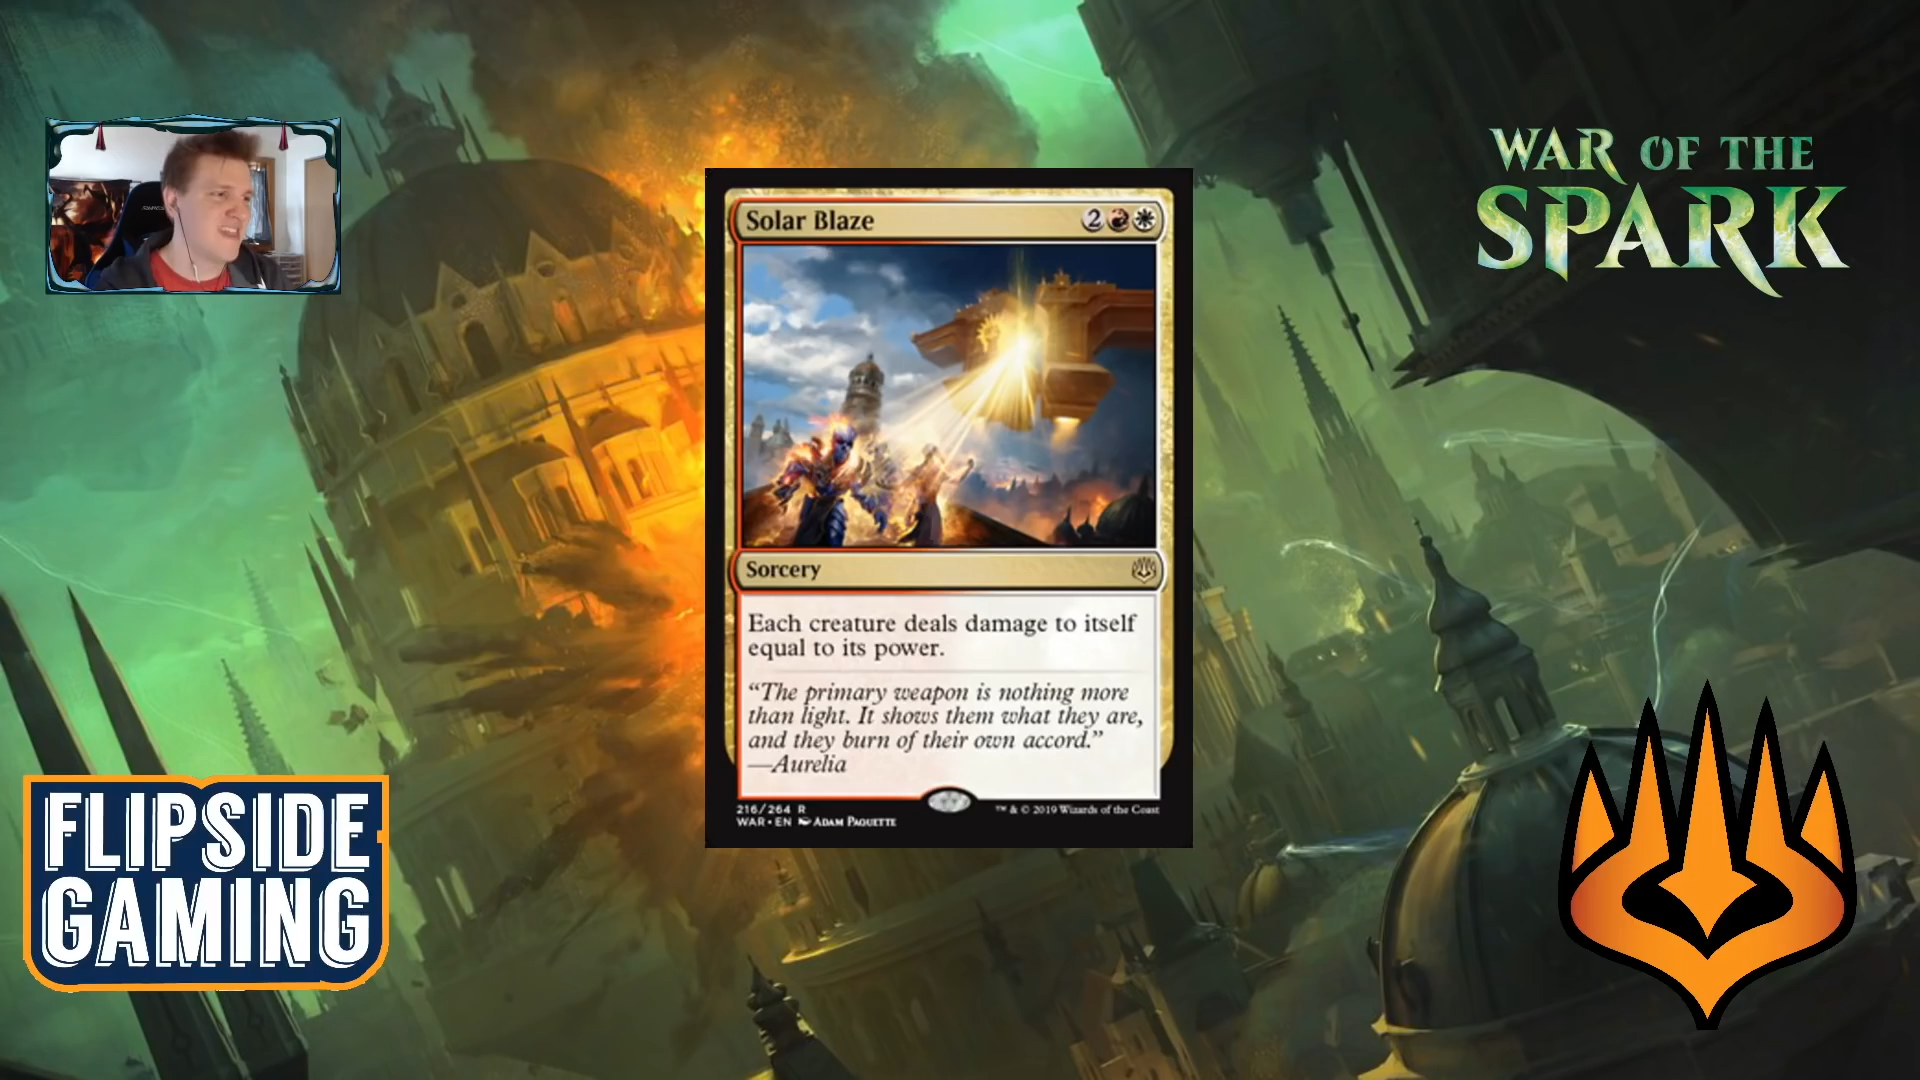 WAR OF THE
SPARK
Solar Blaze 2
Sorcery
Each creature deals damage to itself
equal to its power.
“The primary weapon is nothing more
than light. It shows them what they are,
and they burn of their own accord.”
—Aurelia
216/264 R
™ & © 2019 Wizards of the Coast
WAR • EN ADAM PAQUETTE
FLIPSIDE
GAMING